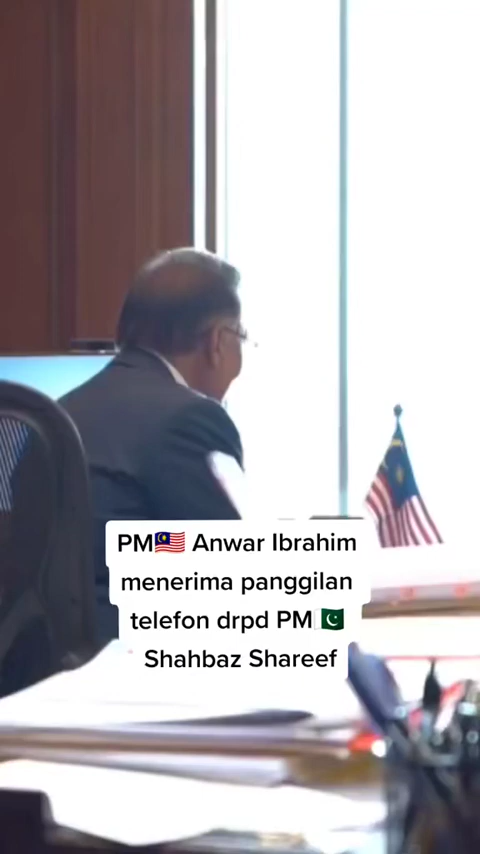 PM🇲🇾 Anwar Ibrahim
menerima panggilan
telefon drpd PM🇵🇰
Shahbaz Shareef